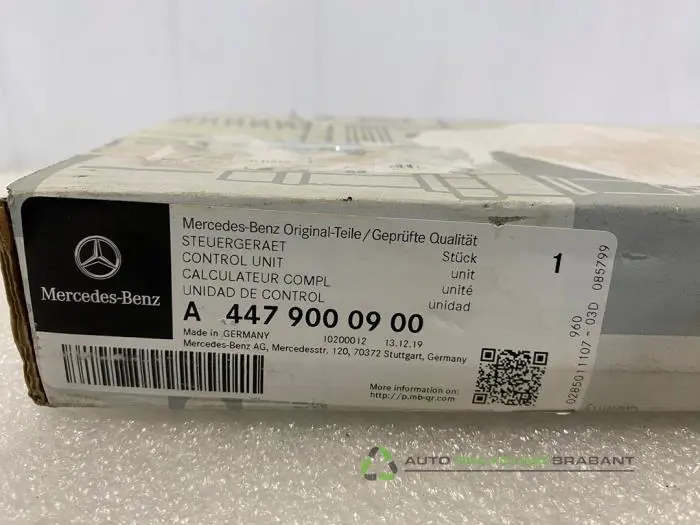 Mercedes-Benz
Mercedes-Benz Original-Teile/Geprüfte Qualität
STEUERGERAET Stück 1
CONTROL UNIT unit
CALCULATEUR COMPL unité
UNIDAD DE CONTROL unidad
A 447 900 09 00
Made in GERMANY 10200012 13.12.19
Mercedes-Benz AG, Mercedesstr. 120, 70372 Stuttgart, Germany
More information on:
http://p.mb-qr.com
960
0285011107 - 03D 085799
AUTO BRABANT